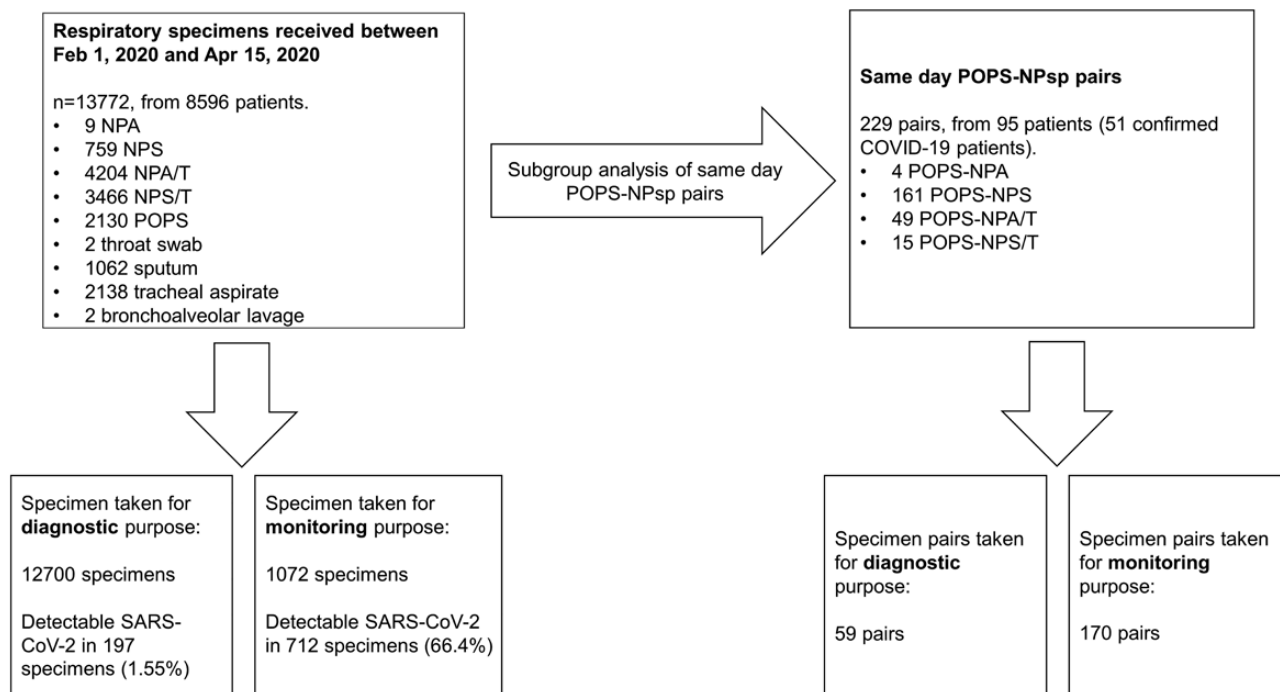 Respiratory specimens received between
Feb 1, 2020 and Apr 15, 2020
n=13772, from 8596 patients.
• 9 NPA
• 759 NPS
• 4204 NPA/T
• 3466 NPS/T
• 2130 POPS
• 2 throat swab
• 1062 sputum
• 2138 tracheal aspirate
• 2 bronchoalveolar lavage
Subgroup analysis of same day
POPS-NPsp pairs
Same day POPS-NPsp pairs
229 pairs, from 95 patients (51 confirmed
COVID-19 patients).
• 4 POPS-NPA
• 161 POPS-NPS
• 49 POPS-NPA/T
• 15 POPS-NPS/T
Specimen taken for
diagnostic purpose:
12700 specimens
Detectable SARS-
CoV-2 in 197
specimens (1.55%)
Specimen taken for
monitoring purpose:
1072 specimens
Detectable SARS-CoV-2
in 712 specimens (66.4%)
Specimen pairs taken
for diagnostic
purpose:
59 pairs
Specimen pairs taken
for monitoring
purpose:
170 pairs